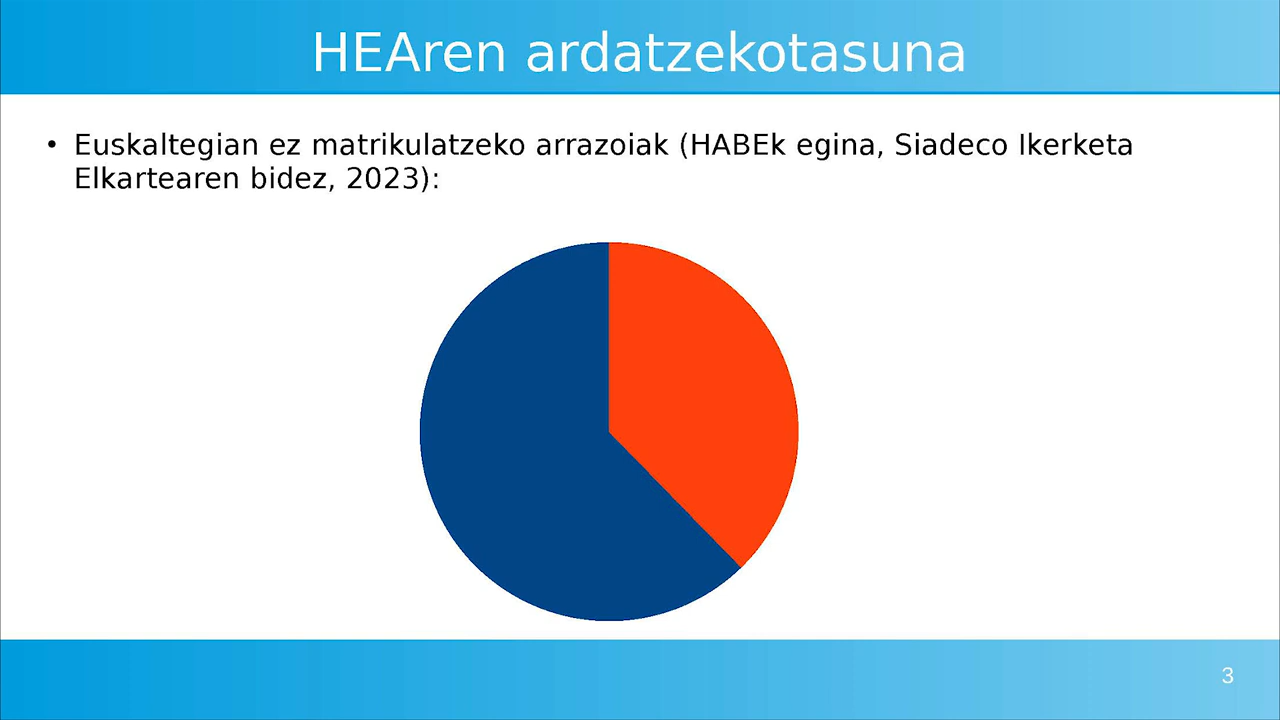 HEAren ardatzekotasuna
• Euskaltegian ez matrikulatzeko arrazoiak (HABEk egina, Siadeco Ikerketa
Elkartearen bidez, 2023):
3